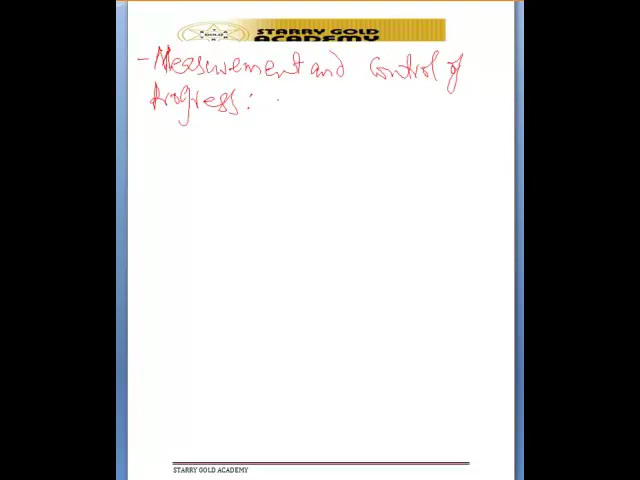 STARRY GOLD
ACADEMY
- Measurement and Control of
Progress:
STARRY GOLD ACADEMY